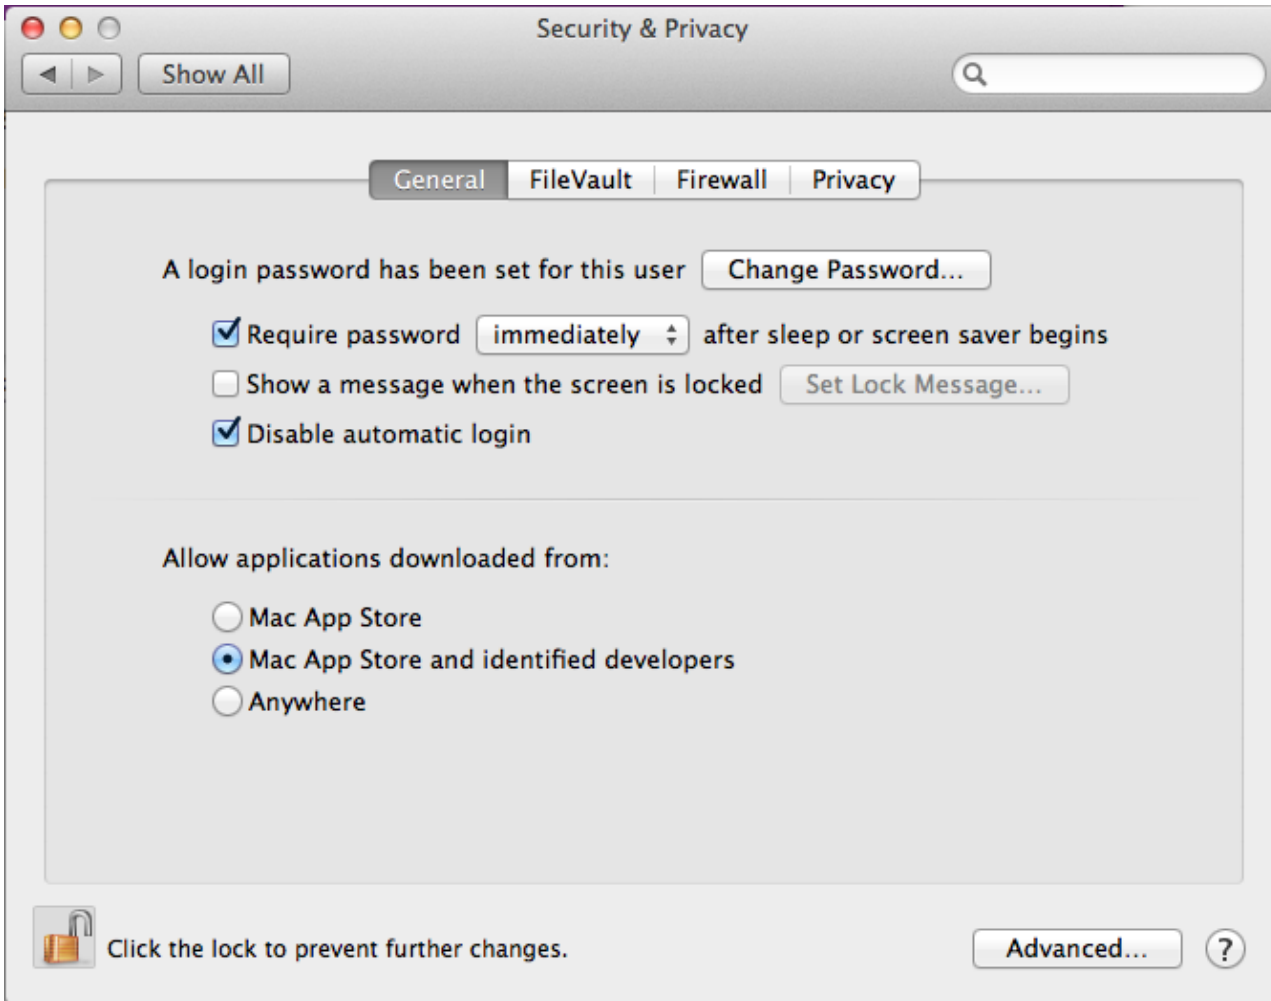 Security & Privacy
Show All
General FileVault Firewall Privacy
A login password has been set for this user Change Password...
Require password immediately after sleep or screen saver begins
Show a message when the screen is locked Set Lock Message...
Disable automatic login
Allow applications downloaded from:
Mac App Store
Mac App Store and identified developers
Anywhere
Click the lock to prevent further changes. Advanced... ?